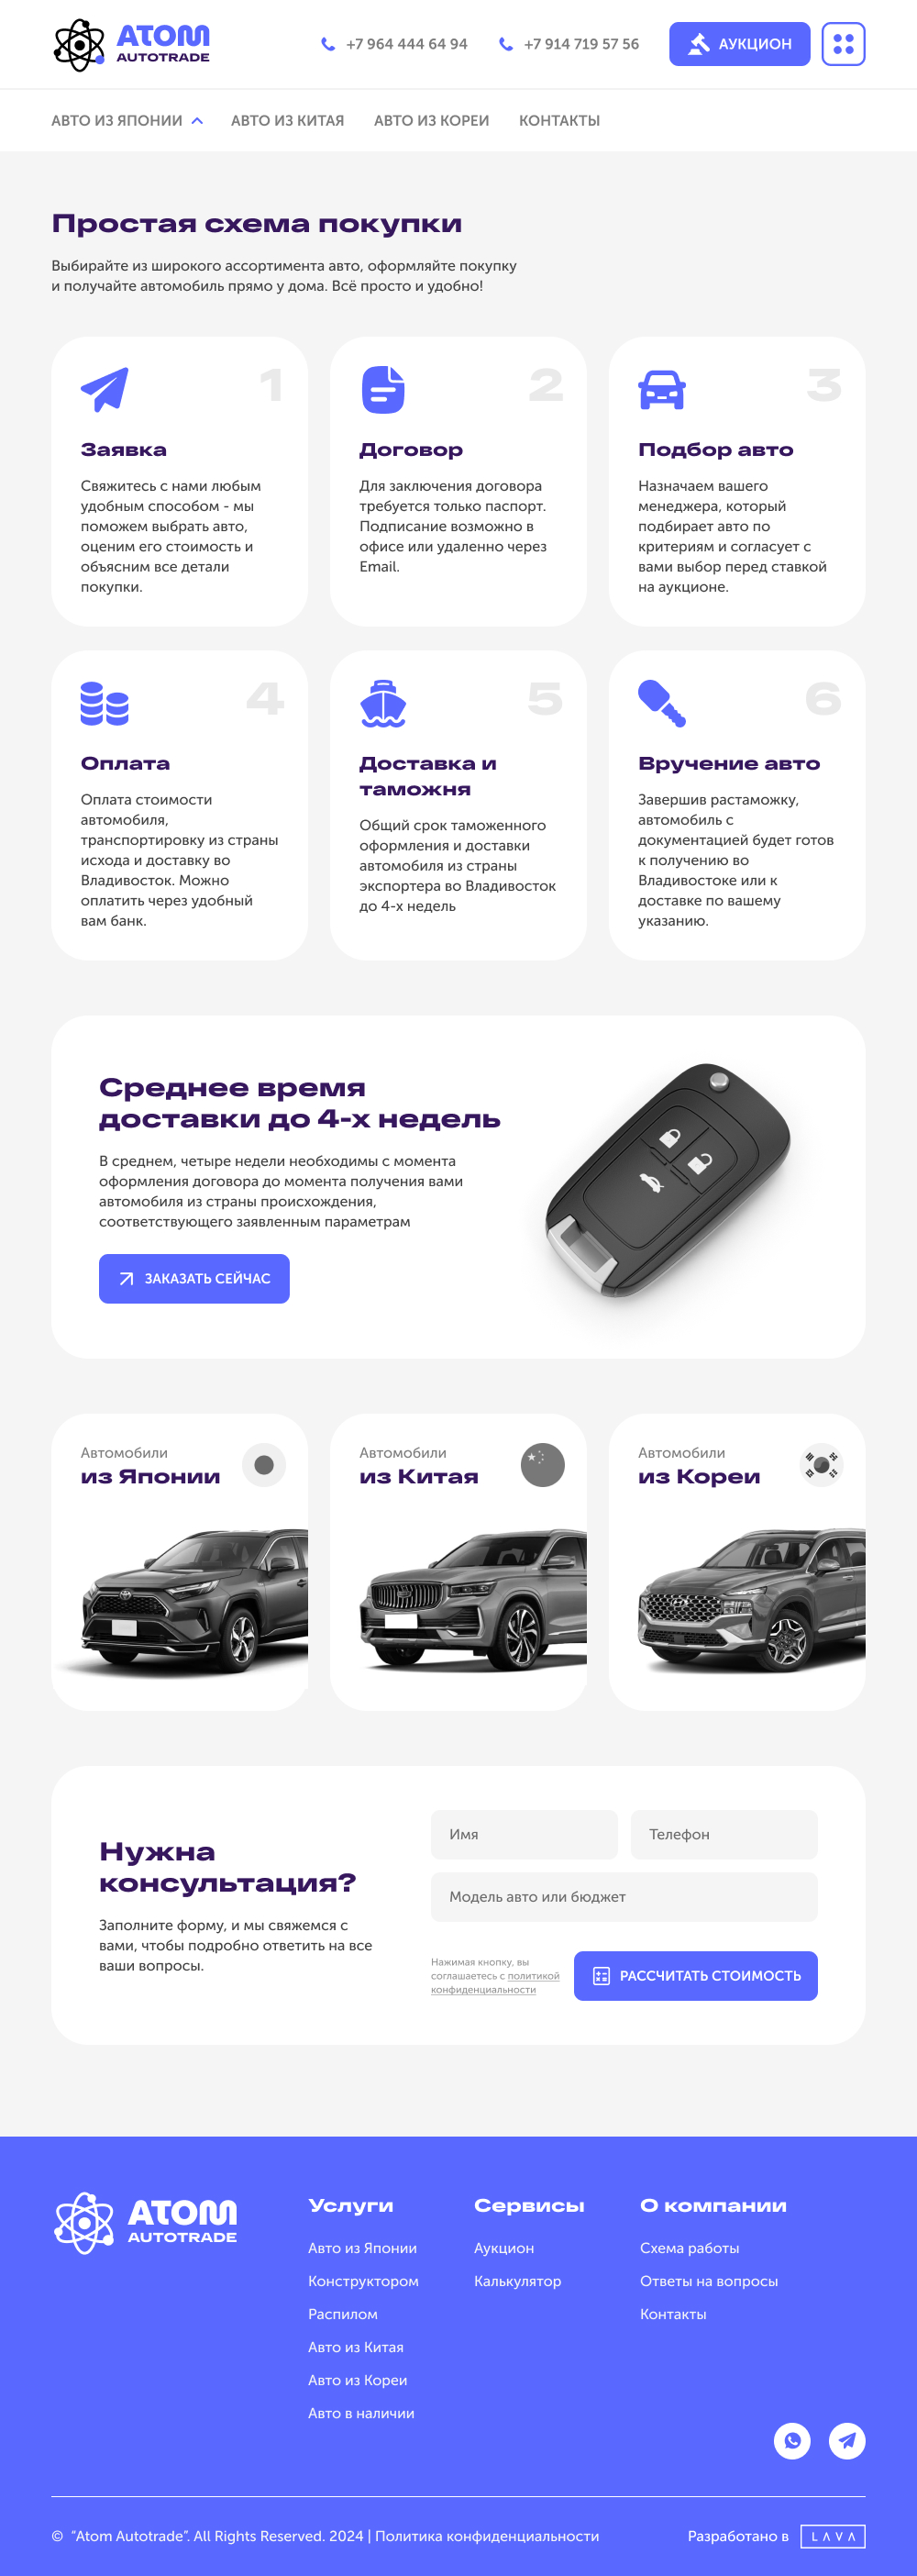 ATOM
AUTOTRADE
+7 964 444 64 94
+7 914 719 57 56
АУКЦИОН
АВТО ИЗ ЯПОНИИ
АВТО ИЗ КИТАЯ
АВТО ИЗ КОРЕИ
КОНТАКТЫ
Простая схема покупки
Выбирайте из широкого ассортимента авто, оформляйте покупку
и получайте автомобиль прямо у дома. Всё просто и удобно!
1
Заявка
Свяжитесь с нами любым
удобным способом - мы
поможем выбрать авто,
оценим его стоимость и
объясним все детали
покупки.
2
Договор
Для заключения договора
требуется только паспорт.
Подписание возможно в
офисе или удаленно через
Email.
3
Подбор авто
Назначаем вашего
менеджера, который
подбирает авто по
критериям и согласует с
вами выбор перед ставкой
на аукционе.
4
Оплата
Оплата стоимости
автомобиля,
транспортировку из страны
исхода и доставку во
Владивосток. Можно
оплатить через удобный
вам банк.
5
Доставка и
таможня
Общий срок таможенного
оформления и доставки
автомобиля из страны
экспортера во Владивосток
до 4-х недель
6
Вручение авто
Завершив растаможку,
автомобиль с
документацией будет готов
к получению во
Владивостоке или к
доставке по вашему
указанию.
Среднее время
доставки до 4-х недель
В среднем, четыре недели необходимы с момента
оформления договора до момента получения вами
автомобиля из страны происхождения,
соответствующего заявленным параметрам
ЗАКАЗАТЬ СЕЙЧАС
Автомобили
из Японии
Автомобили
из Китая
Автомобили
из Кореи
Нужна
консультация?
Заполните форму, и мы свяжемся с
вами, чтобы подробно ответить на все
ваши вопросы.
Имя
Телефон
Модель авто или бюджет
Нажимая кнопку, вы
соглашаетесь с политикой
конфиденциальности
РАССЧИТАТЬ СТОИМОСТЬ
ATOM
AUTOTRADE
Услуги
Авто из Японии
Конструктором
Распилом
Авто из Китая
Авто из Кореи
Авто в наличии
Сервисы
Аукцион
Калькулятор
О компании
Схема работы
Ответы на вопросы
Контакты
© “Atom Autotrade”. All Rights Reserved. 2024 | Политика конфиденциальности
Разработано в
LAVA